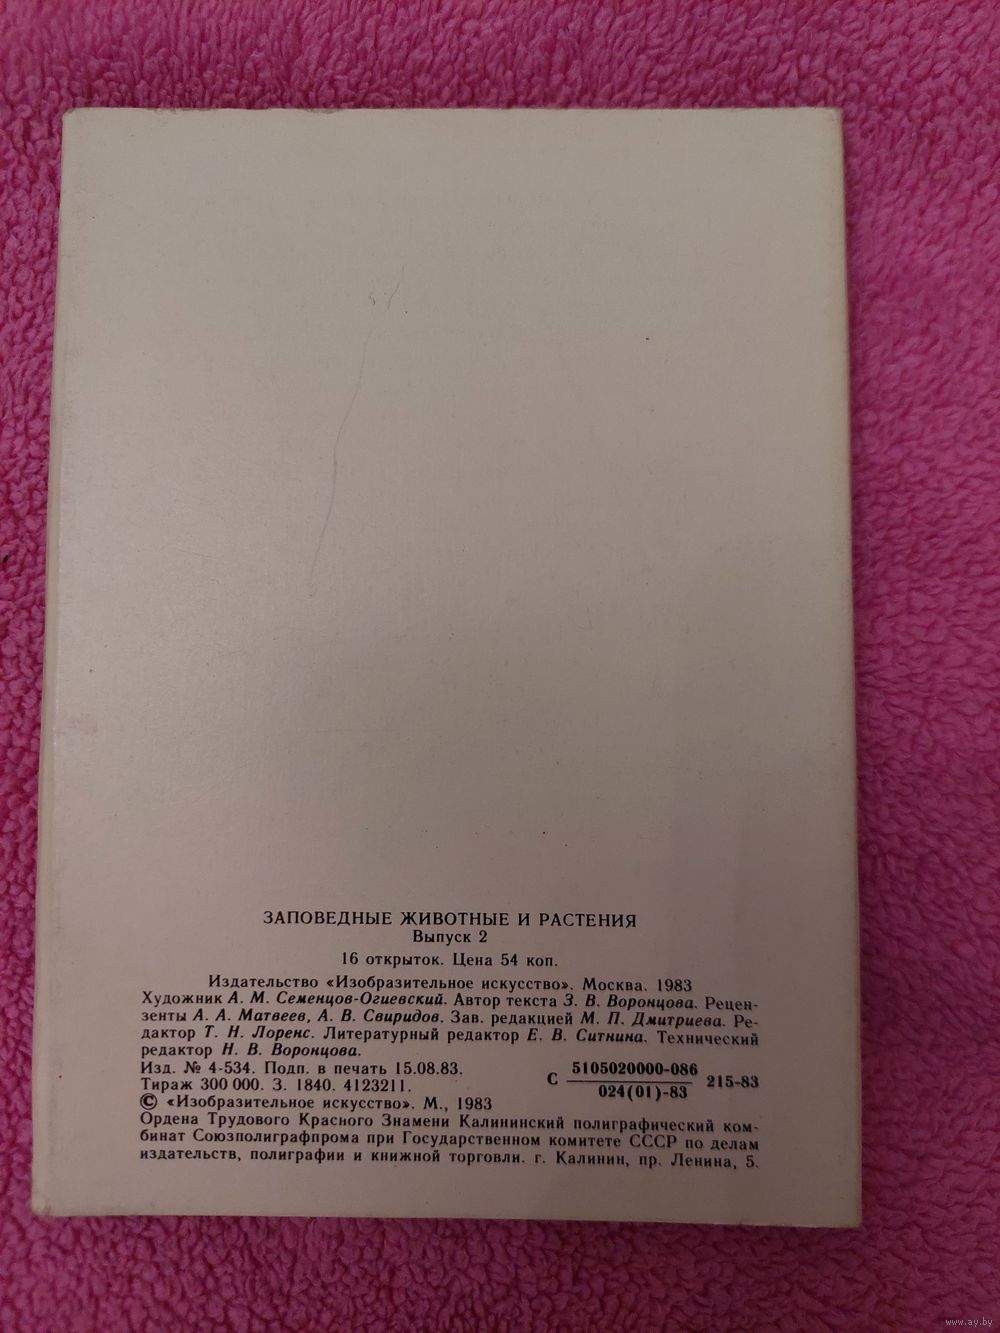 ЗАПОВЕДНЫЕ ЖИВОТНЫЕ И РАСТЕНИЯ
Выпуск 2
16 открыток. Цена 54 коп.
Издательство «Изобразительное искусство». Москва. 1983
Художник А. М. Семенцов-Огиевский. Автор текста З. В. Воронцова. Рецен-
зенты А. А. Матвеев, А. В. Свиридов. Зав. редакцией М. П. Дмитриева. Ре-
дактор Т. Н. Лоренс. Литературный редактор Е. В. Ситнина. Технический
редактор Н. В. Воронцова.
Изд. № 4-534. Подп. в печать 15.08.83.
Тираж 300 000. З. 1840. 4123211.
С 5105020000-086 215-83
024(01)-83
© «Изобразительное искусство». М., 1983
Ордена Трудового Красного Знамени Калининский полиграфический ком-
бинат Союзполиграфпрома при Государственном комитете СССР по делам
издательств, полиграфии и книжной торговли. г. Калинин, пр. Ленина, 5.
www.ay.by